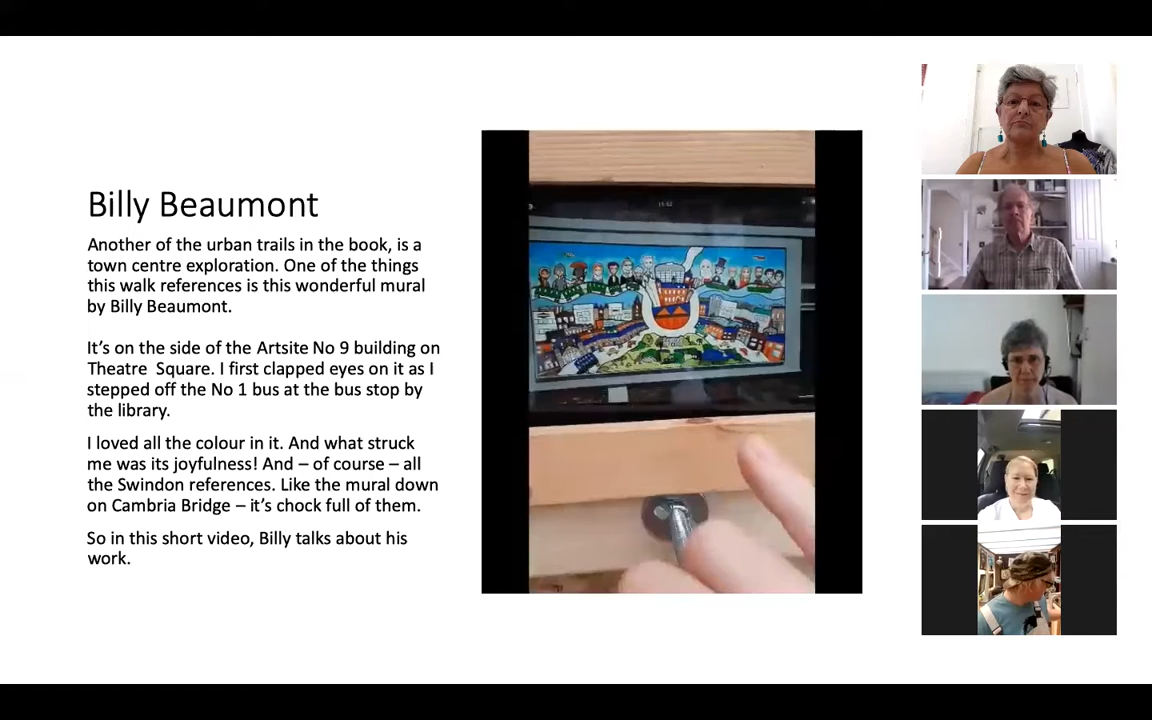 Billy Beaumont
Another of the urban trails in the book, is a
town centre exploration. One of the things
this walk references is this wonderful mural
by Billy Beaumont.
It’s on the side of the Artsite No 9 building on
Theatre Square. I first clapped eyes on it as I
stepped off the No 1 bus at the bus stop by
the library.
I loved all the colour in it. And what struck
me was its joyfulness! And – of course – all
the Swindon references. Like the mural down
on Cambria Bridge – it’s chock full of them.
So in this short video, Billy talks about his
work.